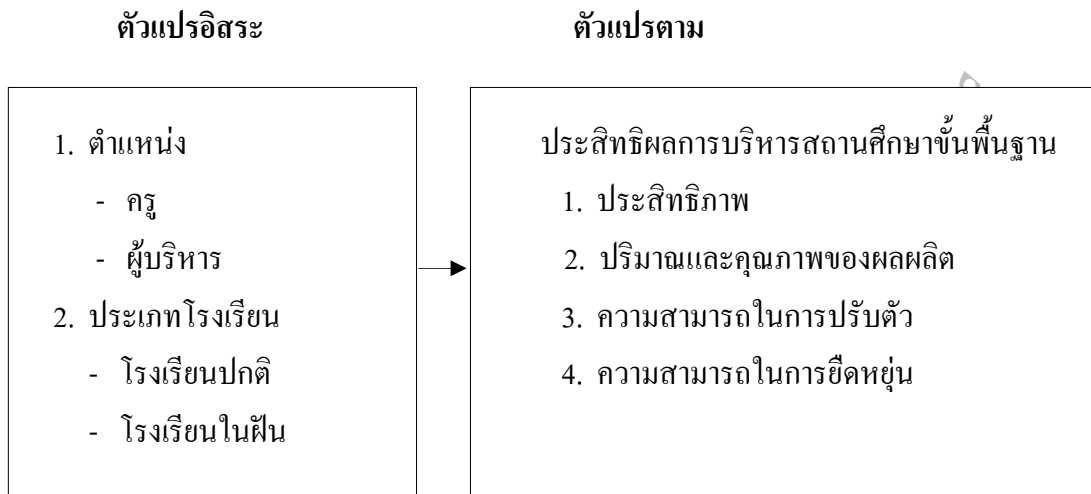 ตัวแปรอิสระ
ตัวแปรตาม
1. ตำแหน่ง
- ครู
- ผู้บริหาร
2. ประเภทโรงเรียน
- โรงเรียนปกติ
- โรงเรียนในฝัน
ประสิทธิผลการบริหารสถานศึกษาขั้นพื้นฐาน
1. ประสิทธิภาพ
2. ปริมาณและคุณภาพของผลผลิต
3. ความสามารถในการปรับตัว
4. ความสามารถในการยืดหยุ่น